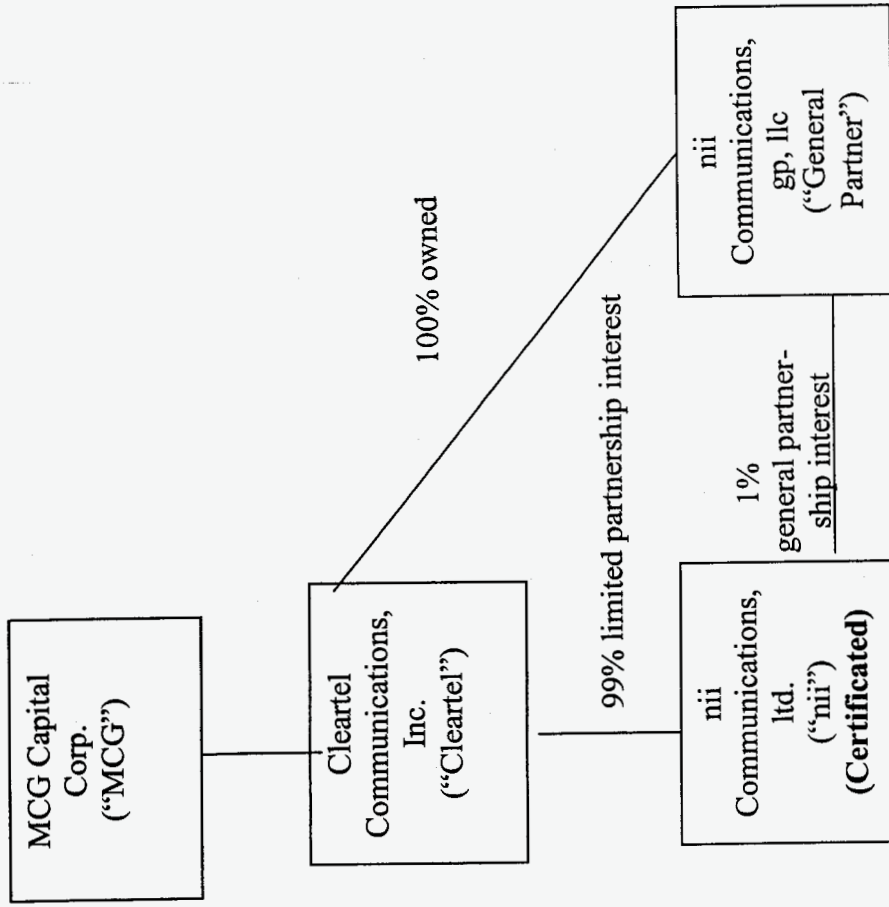 MCG Capital
Corp.
("MCG")
Cleartel
Communications,
Inc.
("Cleartel")
100% owned
99% limited partnership interest
nii
Communications,
ltd.
("nii")
(Certificated)
1%
general partner-
ship interest
nii
Communications,
gp, llc
("General
Partner")